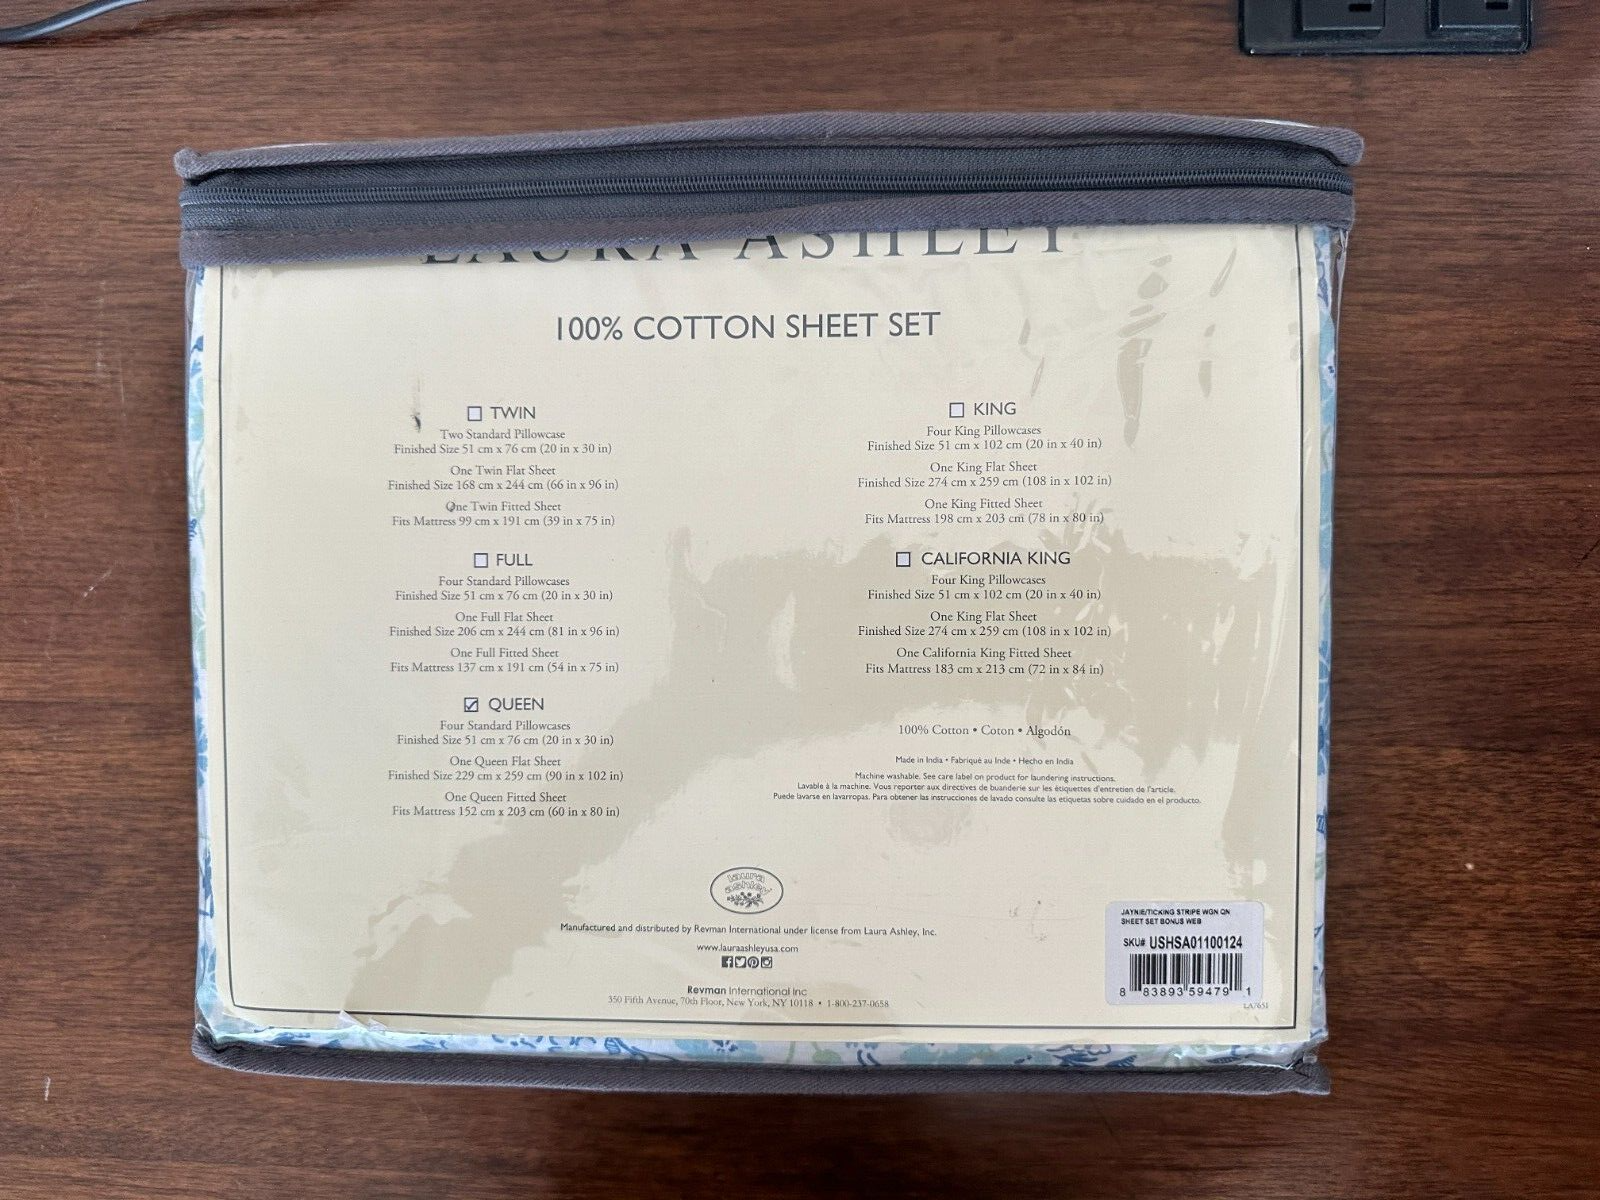 LAURA ASHLEY
100% COTTON SHEET SET
TWIN
Two Standard Pillowcase
Finished Size 51 cm x 76 cm (20 in x 30 in)
One Twin Flat Sheet
Finished Size 168 cm x 244 cm (66 in x 96 in)
One Twin Fitted Sheet
Fits Mattress 99 cm x 191 cm (39 in x 75 in)
FULL
Four Standard Pillowcases
Finished Size 51 cm x 76 cm (20 in x 30 in)
One Full Flat Sheet
Finished Size 206 cm x 244 cm (81 in x 96 in)
One Full Fitted Sheet
Fits Mattress 137 cm x 191 cm (54 in x 75 in)
QUEEN
Four Standard Pillowcases
Finished Size 51 cm x 76 cm (20 in x 30 in)
One Queen Flat Sheet
Finished Size 229 cm x 259 cm (90 in x 102 in)
One Queen Fitted Sheet
Fits Mattress 152 cm x 203 cm (60 in x 80 in)
KING
Four King Pillowcases
Finished Size 51 cm x 102 cm (20 in x 40 in)
One King Flat Sheet
Finished Size 274 cm x 259 cm (108 in x 102 in)
One King Fitted Sheet
Fits Mattress 198 cm x 203 cm (78 in x 80 in)
CALIFORNIA KING
Four King Pillowcases
Finished Size 51 cm x 102 cm (20 in x 40 in)
One King Flat Sheet
Finished Size 274 cm x 259 cm (108 in x 102 in)
One California King Fitted Sheet
Fits Mattress 183 cm x 213 cm (72 in x 84 in)
100% Cotton • Coton • Algodón
Made in India • Fabriqué au Inde • Hecho en India
Machine washable. See care label on product for laundering instructions.
Lavable à la machine. Vous reporter aux directives de buanderie sur les étiquettes d'entretien de l'article.
Puede lavarse en lavarropas. Para obtener las instrucciones de lavado consulte las etiquetas sobre cuidado en el producto.
laura
ashley
Manufactured and distributed by Revman International under license from Laura Ashley, Inc.
www.lauraashleyusa.com
Revman International Inc
350 Fifth Avenue, 70th Floor, New York, NY 10118 • 1-800-237-0658
JAYNIE/TICKING STRIPE WGN QN
SHEET SET BONUS WEB
SKU# USHSA01100124
8 83893 59479 1
LA7651